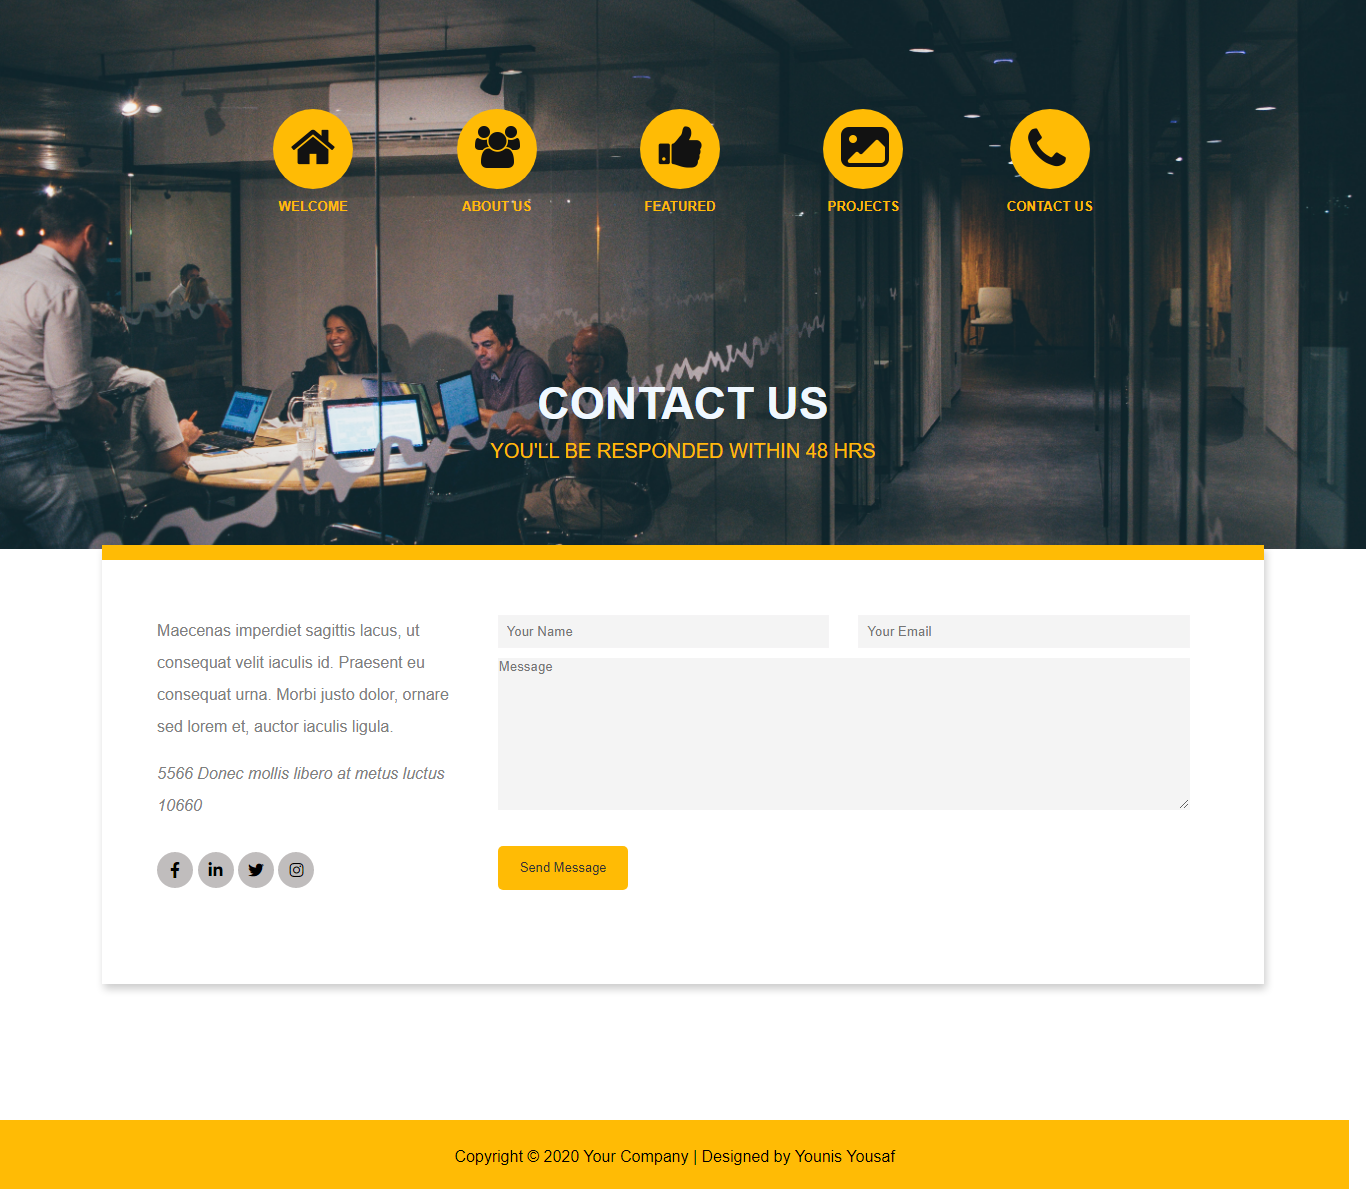 WELCOME
ABOUT US
FEATURED
PROJECTS
CONTACT US
CONTACT US
YOU'LL BE RESPONDED WITHIN 48 HRS
Maecenas imperdiet sagittis lacus, ut
consequat velit iaculis id. Praesent eu
consequat urna. Morbi justo dolor, ornare
sed lorem et, auctor iaculis ligula.
5566 Donec mollis libero at metus luctus
10660
Your Name
Your Email
Message
Send Message
Copyright © 2020 Your Company | Designed by Younis Yousaf